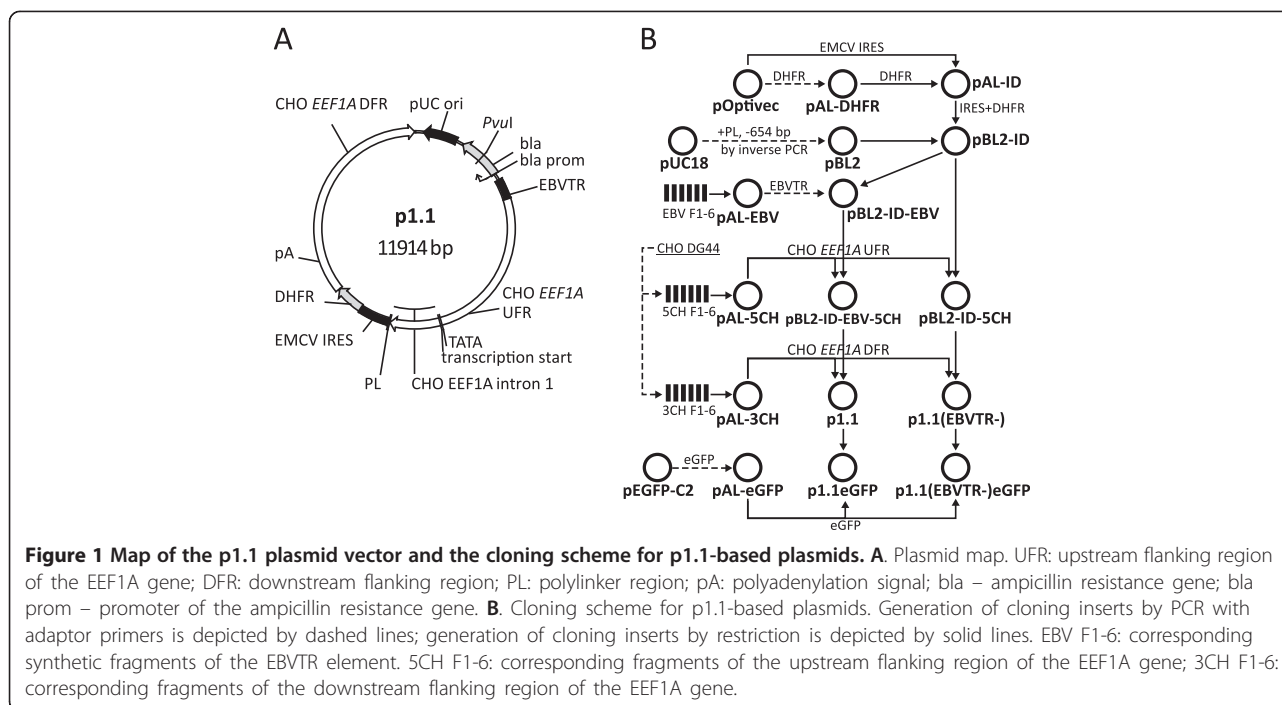 A
CHO EEF1A DFR
pUC ori
PvuI
bla
bla prom
EBVTR
p1.1
11914 bp
pA
DHFR
EMCV IRES
PL
CHO EEF1A
UFR
TATA
transcription start
CHO EEF1A intron 1
B
EMCV IRES
DHFR
DHFR
pOptivec
pAL-DHFR
pAL-ID
IRES+DHFR
+PL, -654 bp
by inverse PCR
pUC18
pBL2
pBL2-ID
EBVTR
EBV F1-6
pAL-EBV
pBL2-ID-EBV
CHO DG44
CHO EEF1A UFR
5CH F1-6
pAL-5CH
pBL2-ID-EBV-5CH
pBL2-ID-5CH
CHO EEF1A DFR
3CH F1-6
pAL-3CH
p1.1
p1.1(EBVTR-)
eGFP
pEGFP-C2
pAL-eGFP
p1.1eGFP
p1.1(EBVTR-)eGFP
eGFP
Figure 1 Map of the p1.1 plasmid vector and the cloning scheme for p1.1-based plasmids. A. Plasmid map. UFR: upstream flanking region
of the EEF1A gene; DFR: downstream flanking region; PL: polylinker region; pA: polyadenylation signal; bla – ampicillin resistance gene; bla
prom – promoter of the ampicillin resistance gene. B. Cloning scheme for p1.1-based plasmids. Generation of cloning inserts by PCR with
adaptor primers is depicted by dashed lines; generation of cloning inserts by restriction is depicted by solid lines. EBV F1-6: corresponding
synthetic fragments of the EBVTR element. 5CH F1-6: corresponding fragments of the upstream flanking region of the EEF1A gene; 3CH F1-6:
corresponding fragments of the downstream flanking region of the EEF1A gene.